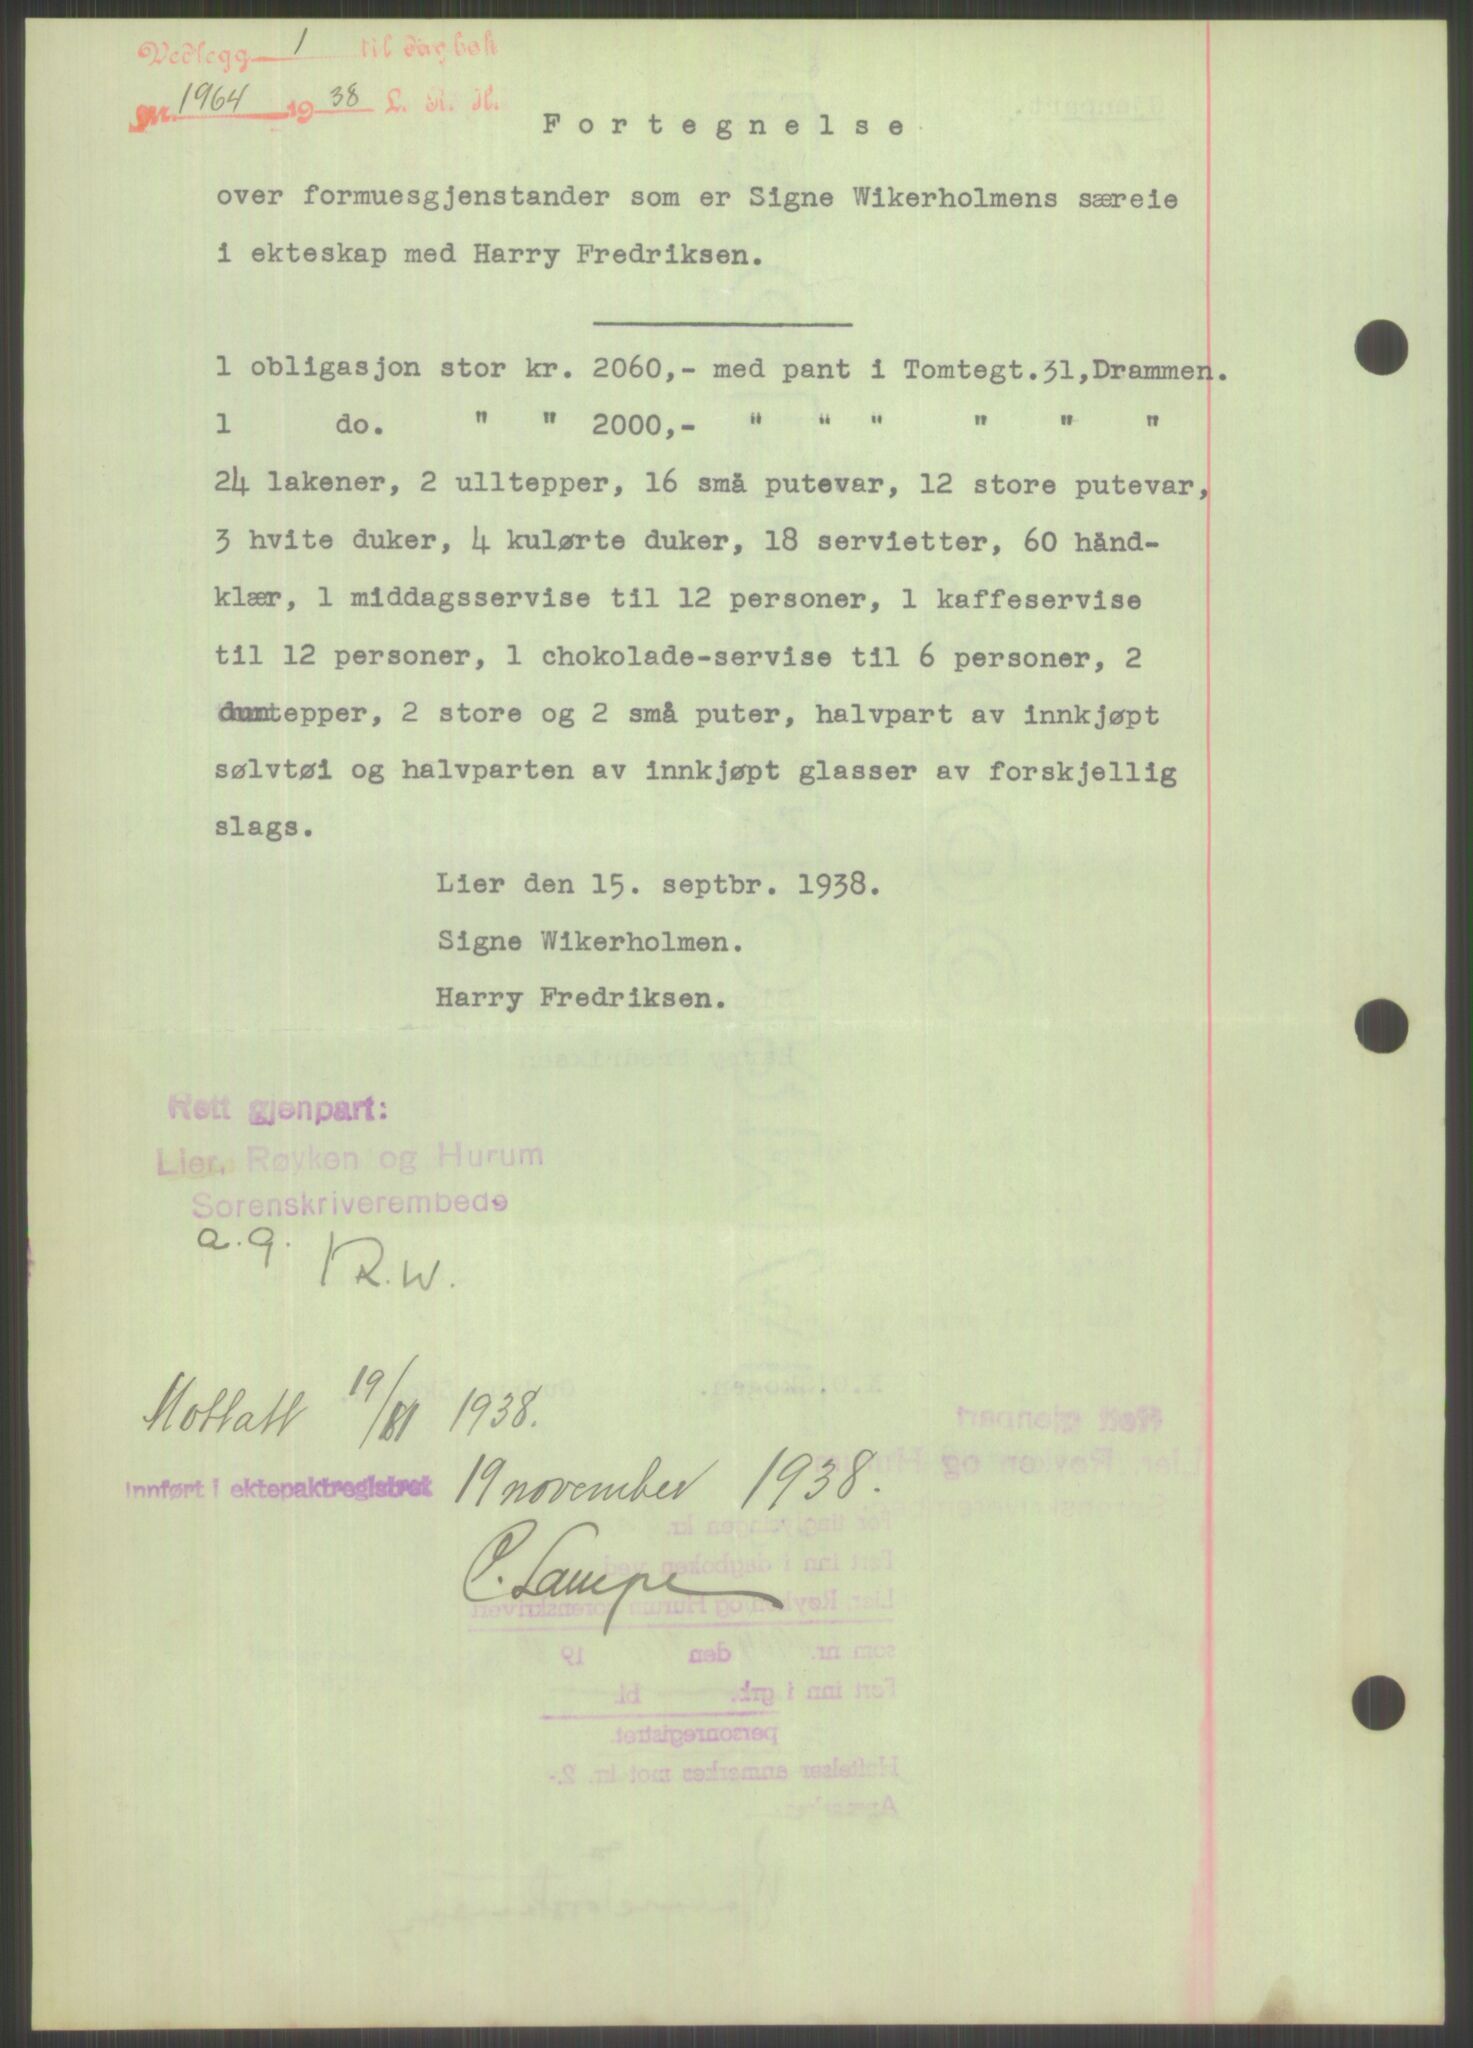 Vedlegg 1 til dagbok
nr. 1964 1938 L. R. H.
Fortegnelse
over formuesgjenstander som er Signe Wikerholmens særeie
i ekteskap med Harry Fredriksen.
1 obligasjon stor kr. 2060,- med pant i Tomtegt.31,Drammen.
1 do. " " 2000,- " " " " " "
24 lakener, 2 ulltepper, 16 små putevar, 12 store putevar,
3 hvite duker, 4 kulørte duker, 18 servietter, 60 hånd-
klær, 1 middagsservise til 12 personer, 1 kaffeservise
til 12 personer, 1 chokolade-servise til 6 personer, 2
duntepper, 2 store og 2 små puter, halvpart av innkjøpt
sølvtøi og halvparten av innkjøpt glasser av forskjellig
slags.
Lier den 15. septbr. 1938.
Signe Wikerholmen.
Harry Fredriksen.
Rett gjenpart:
Lier, Røyken og Hurum
Sorenskriverembede
a. g.
R. W.
Mottatt 19/11 1938.
Innført i ektepaktregistret 19 november 1938.
C. Lampe